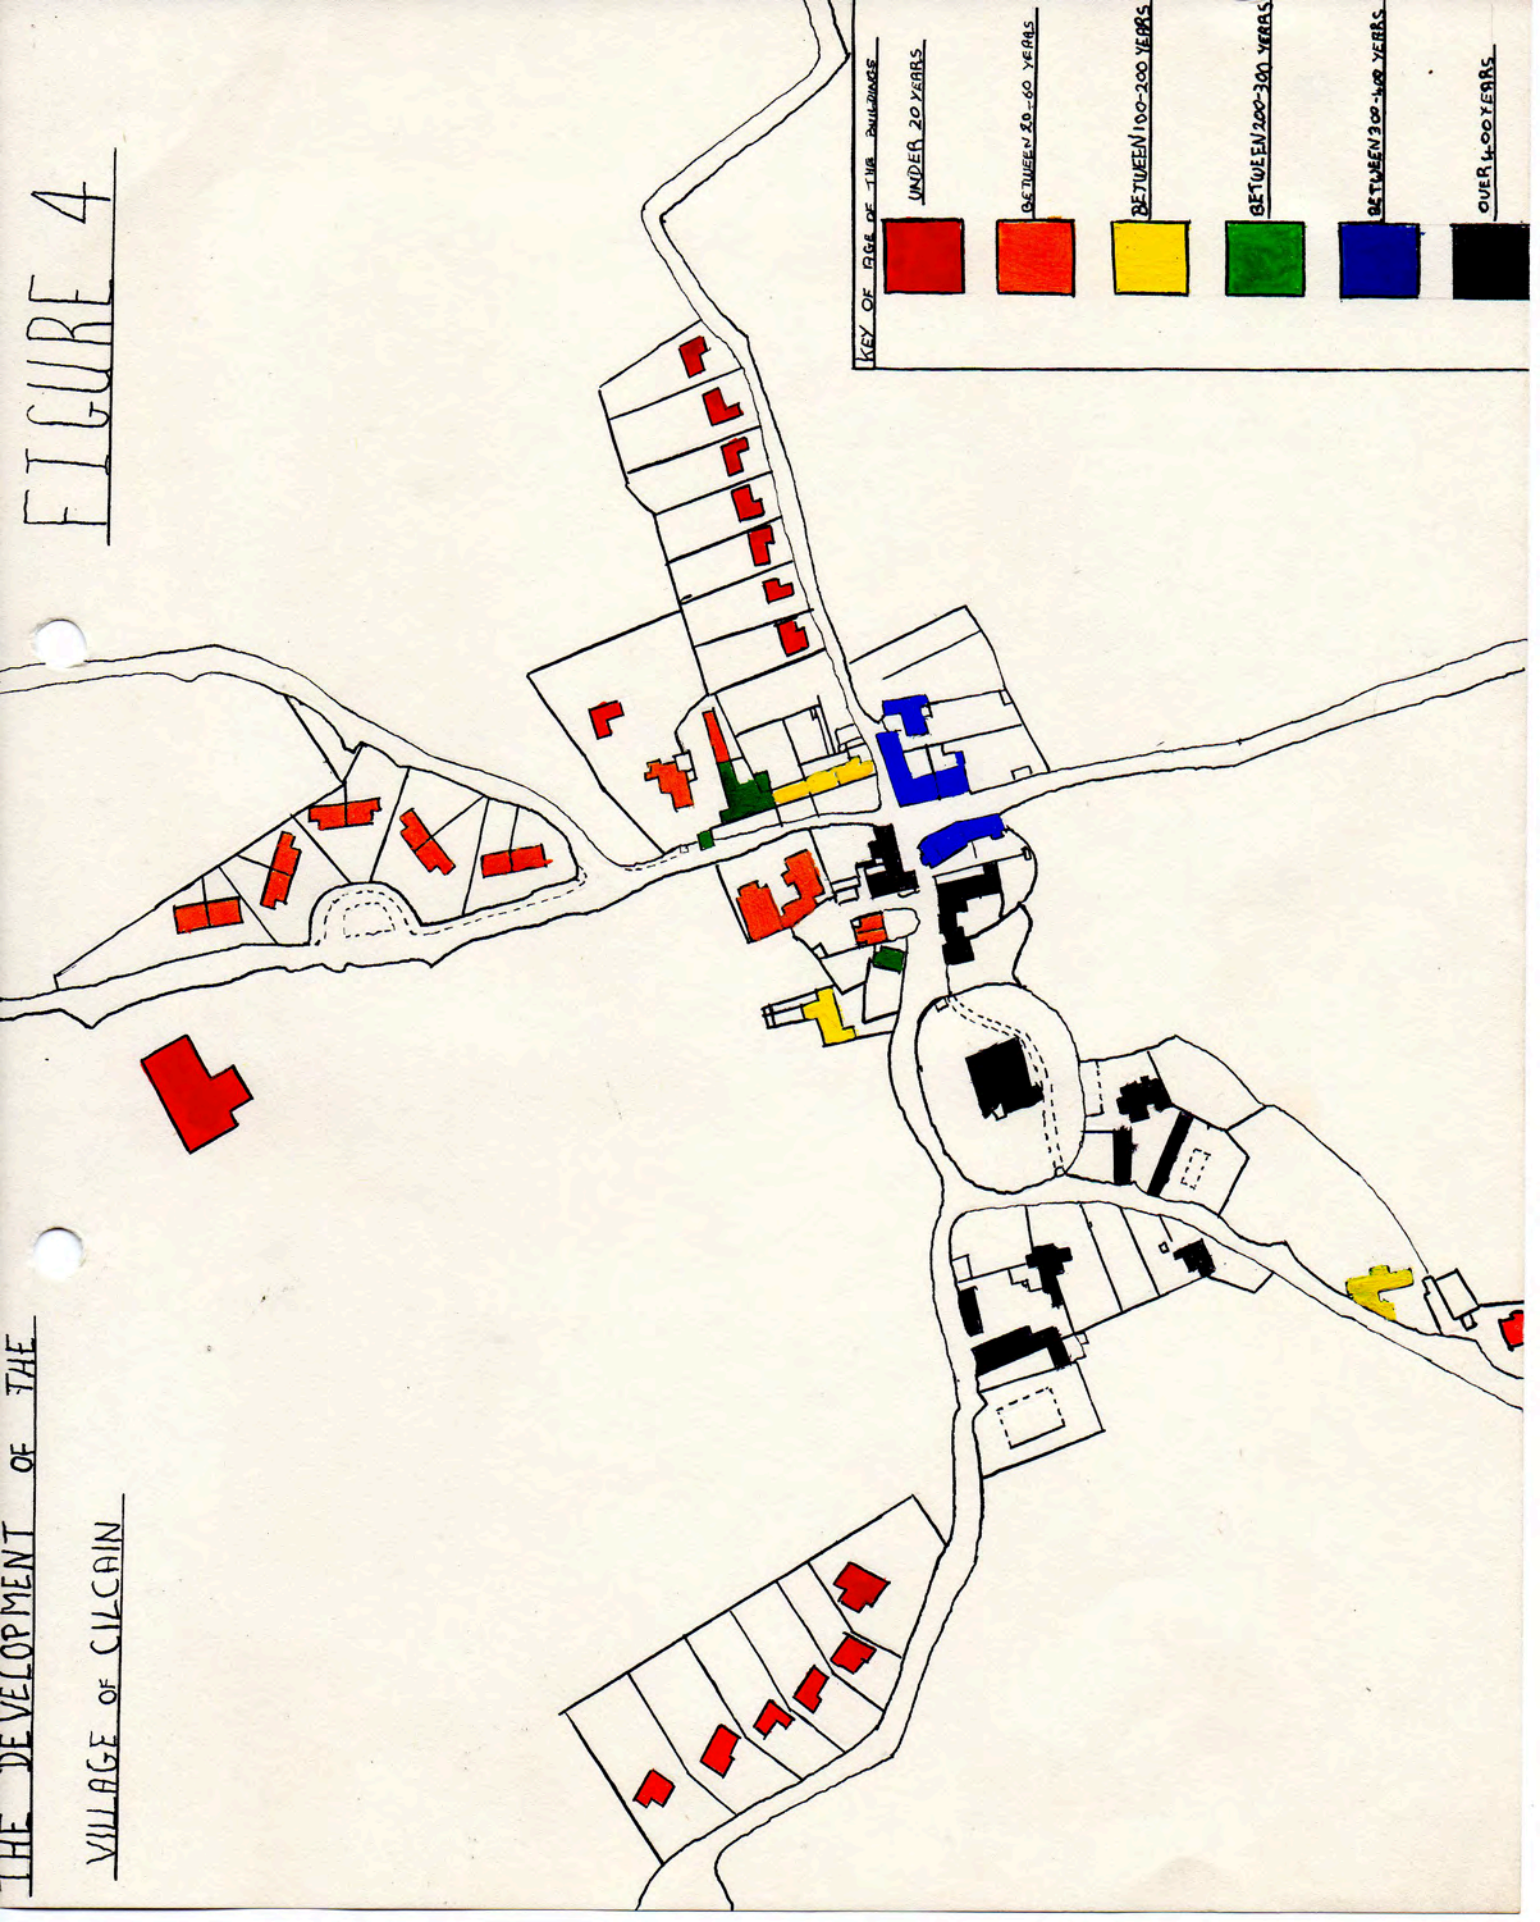 THE DEVELOPMENT OF THE
VILLAGE OF CILCAIN
FIGURE 4
KEY OF AGE OF THE BUILDINGS
UNDER 20 YEARS
BETWEEN 20-60 YEARS
BETWEEN 100-200 YEARS
BETWEEN 200-300 YEARS
BETWEEN 300-400 YEARS
OVER 400 YEARS